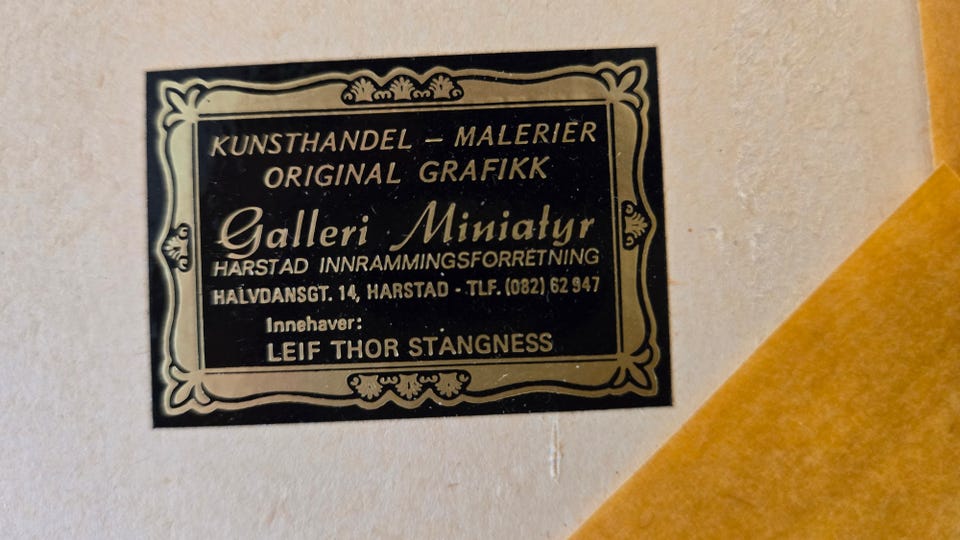 KUNSTHANDEL – MALERIER
ORIGINAL GRAFIKK
Galleri Miniatyr
HARSTAD INNRAMMINGSFORRETNING
HALVDANSGT. 14, HARSTAD - TLF. (082) 62 947
Innehaver:
LEIF THOR STANGNESS